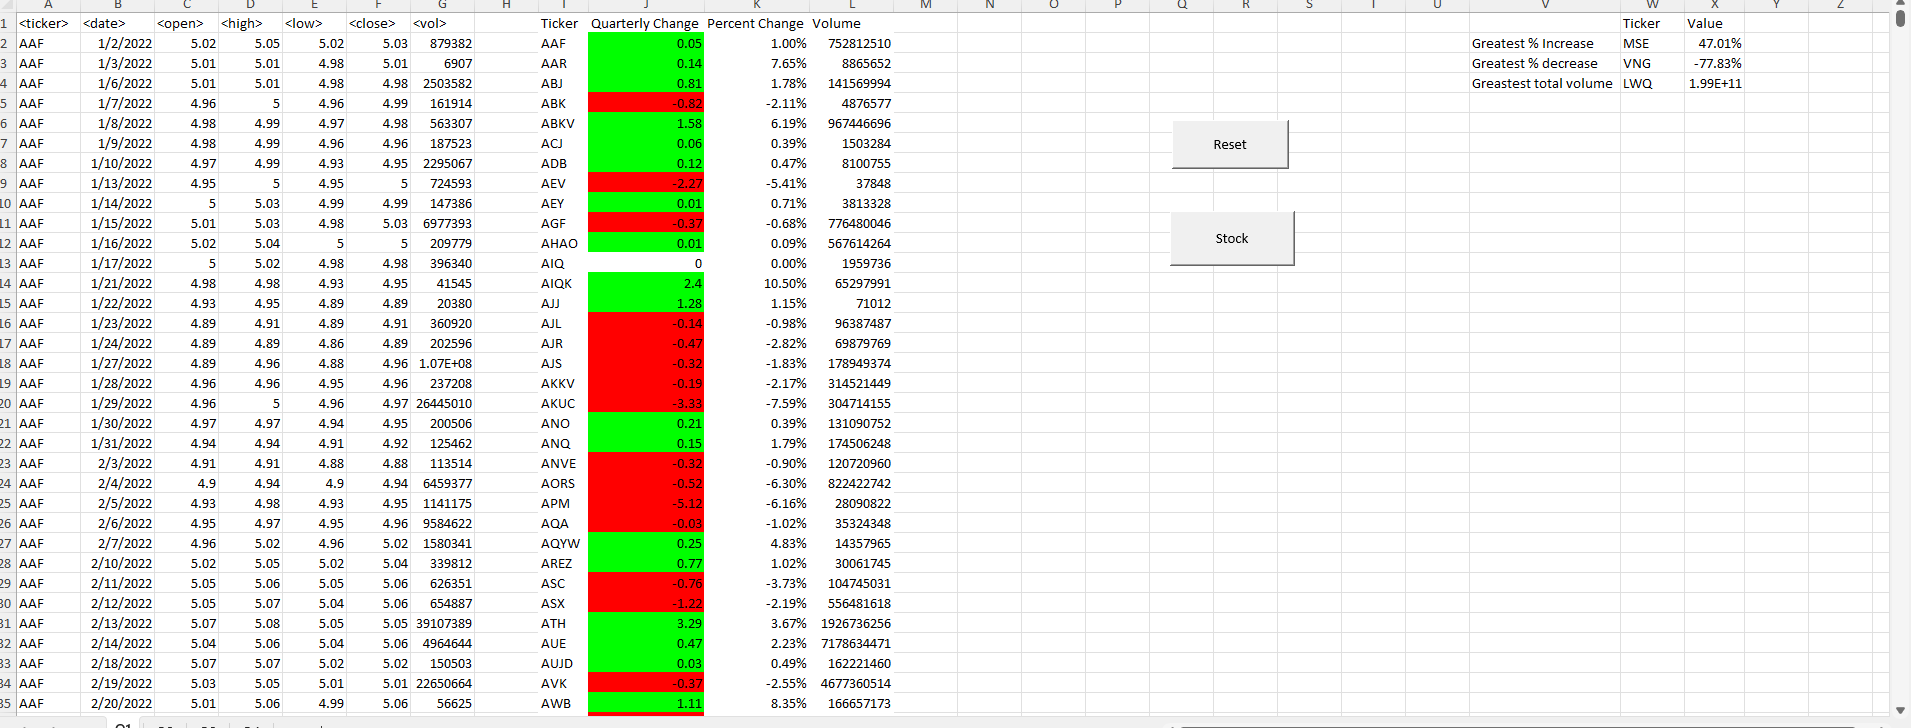 A B C D E F G H I J K L M N O P Q R S T U V W X Y Z
1 <ticker> <date> <open> <high> <low> <close> <vol> Ticker Quarterly Change Percent Change Volume Ticker Value
2 AAF 1/2/2022 5.02 5.05 5.02 5.03 879382 AAF 0.05 1.00% 752812510 Greatest % Increase MSE 47.01%
3 AAF 1/3/2022 5.01 5.01 4.98 5.01 6907 AAR 0.14 7.65% 8865652 Greatest % decrease VNG -77.83%
4 AAF 1/6/2022 5.01 5.01 4.98 4.98 2503582 ABJ 0.81 1.78% 141569994 Greastest total volume LWQ 1.99E+11
5 AAF 1/7/2022 4.96 5 4.96 4.99 161914 ABK -0.82 -2.11% 4876577
6 AAF 1/8/2022 4.98 4.99 4.97 4.98 563307 ABKV 1.58 6.19% 967446696
7 AAF 1/9/2022 4.98 4.99 4.96 4.96 187523 ACJ 0.06 0.39% 1503284
Reset
8 AAF 1/10/2022 4.97 4.99 4.93 4.95 2295067 ADB 0.12 0.47% 8100755
9 AAF 1/13/2022 4.95 5 4.95 5 724593 AEV -2.27 -5.41% 37848
10 AAF 1/14/2022 5 5.03 4.99 4.99 147386 AEY 0.01 0.71% 3813328
11 AAF 1/15/2022 5.01 5.03 4.98 5.03 6977393 AGF -0.37 -0.68% 776480046
Stock
12 AAF 1/16/2022 5.02 5.04 5 5 209779 AHAO 0.01 0.09% 567614264
13 AAF 1/17/2022 5 5.02 4.98 4.98 396340 AIQ 0 0.00% 1959736
14 AAF 1/21/2022 4.98 4.98 4.93 4.95 41545 AIQK 2.4 10.50% 65297991
15 AAF 1/22/2022 4.93 4.95 4.89 4.89 20380 AJJ 1.28 1.15% 71012
16 AAF 1/23/2022 4.89 4.91 4.89 4.91 360920 AJL -0.14 -0.98% 96387487
17 AAF 1/24/2022 4.89 4.89 4.86 4.89 202596 AJR -0.47 -2.82% 69879769
18 AAF 1/27/2022 4.89 4.96 4.88 4.96 1.07E+08 AJS -0.32 -1.83% 178949374
19 AAF 1/28/2022 4.96 4.96 4.95 4.96 237208 AKKV -0.19 -2.17% 314521449
20 AAF 1/29/2022 4.96 5 4.96 4.97 26445010 AKUC -3.33 -7.59% 304714155
21 AAF 1/30/2022 4.97 4.97 4.94 4.95 200506 ANO 0.21 0.39% 131090752
22 AAF 1/31/2022 4.94 4.94 4.91 4.92 125462 ANQ 0.15 1.79% 174506248
23 AAF 2/3/2022 4.91 4.91 4.88 4.88 113514 ANVE -0.32 -0.90% 120720960
24 AAF 2/4/2022 4.9 4.94 4.9 4.94 6459377 AORS -0.52 -6.30% 822422742
25 AAF 2/5/2022 4.93 4.98 4.93 4.95 1141175 APM -5.12 -6.16% 28090822
26 AAF 2/6/2022 4.95 4.97 4.95 4.96 9584622 AQA -0.03 -1.02% 35324348
27 AAF 2/7/2022 4.96 5.02 4.96 5.02 1580341 AQYW 0.25 4.83% 14357965
28 AAF 2/10/2022 5.02 5.05 5.02 5.04 339812 AREZ 0.77 1.02% 30061745
29 AAF 2/11/2022 5.05 5.06 5.05 5.06 626351 ASC -0.76 -3.73% 104745031
30 AAF 2/12/2022 5.05 5.07 5.04 5.06 654887 ASX -1.22 -2.19% 556481618
31 AAF 2/13/2022 5.07 5.08 5.05 5.05 39107389 ATH 3.29 3.67% 1926736256
32 AAF 2/14/2022 5.04 5.06 5.04 5.06 4964644 AUE 0.47 2.23% 7178634471
33 AAF 2/18/2022 5.07 5.07 5.02 5.02 150503 AUJD 0.03 0.49% 162221460
34 AAF 2/19/2022 5.03 5.05 5.01 5.01 22650664 AVK -0.37 -2.55% 4677360514
35 AAF 2/20/2022 5.01 5.06 4.99 5.06 56625 AWB 1.11 8.35% 166657173